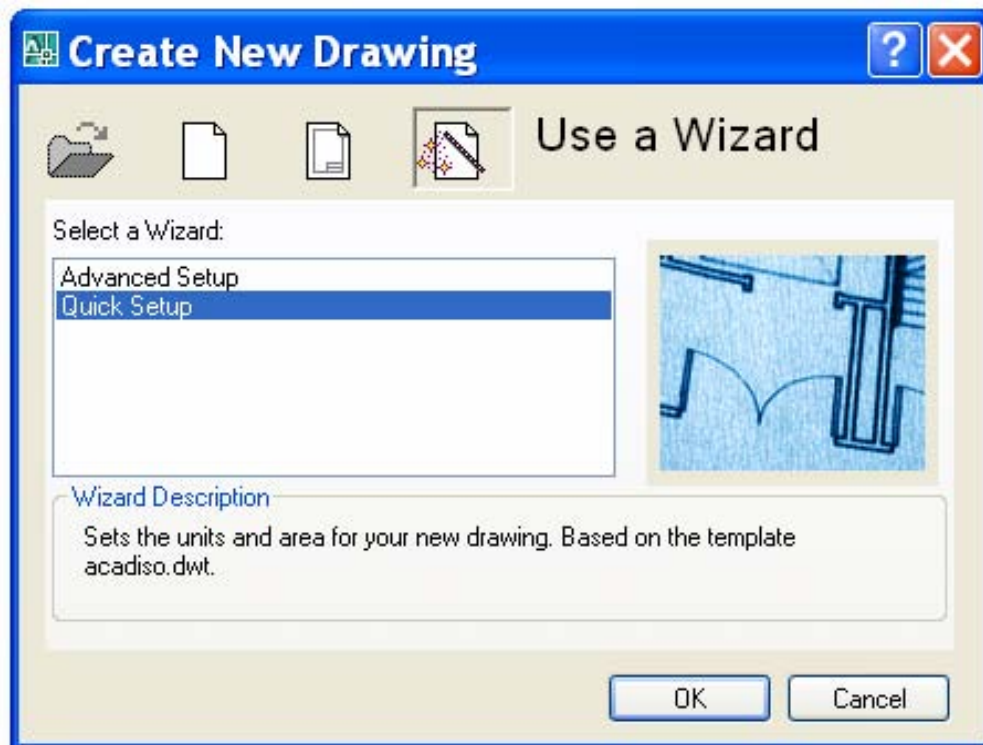 Create New Drawing
?
Use a Wizard
Select a Wizard:
Advanced Setup
Quick Setup
Wizard Description
Sets the units and area for your new drawing. Based on the template
acadiso.dwt.
OK
Cancel